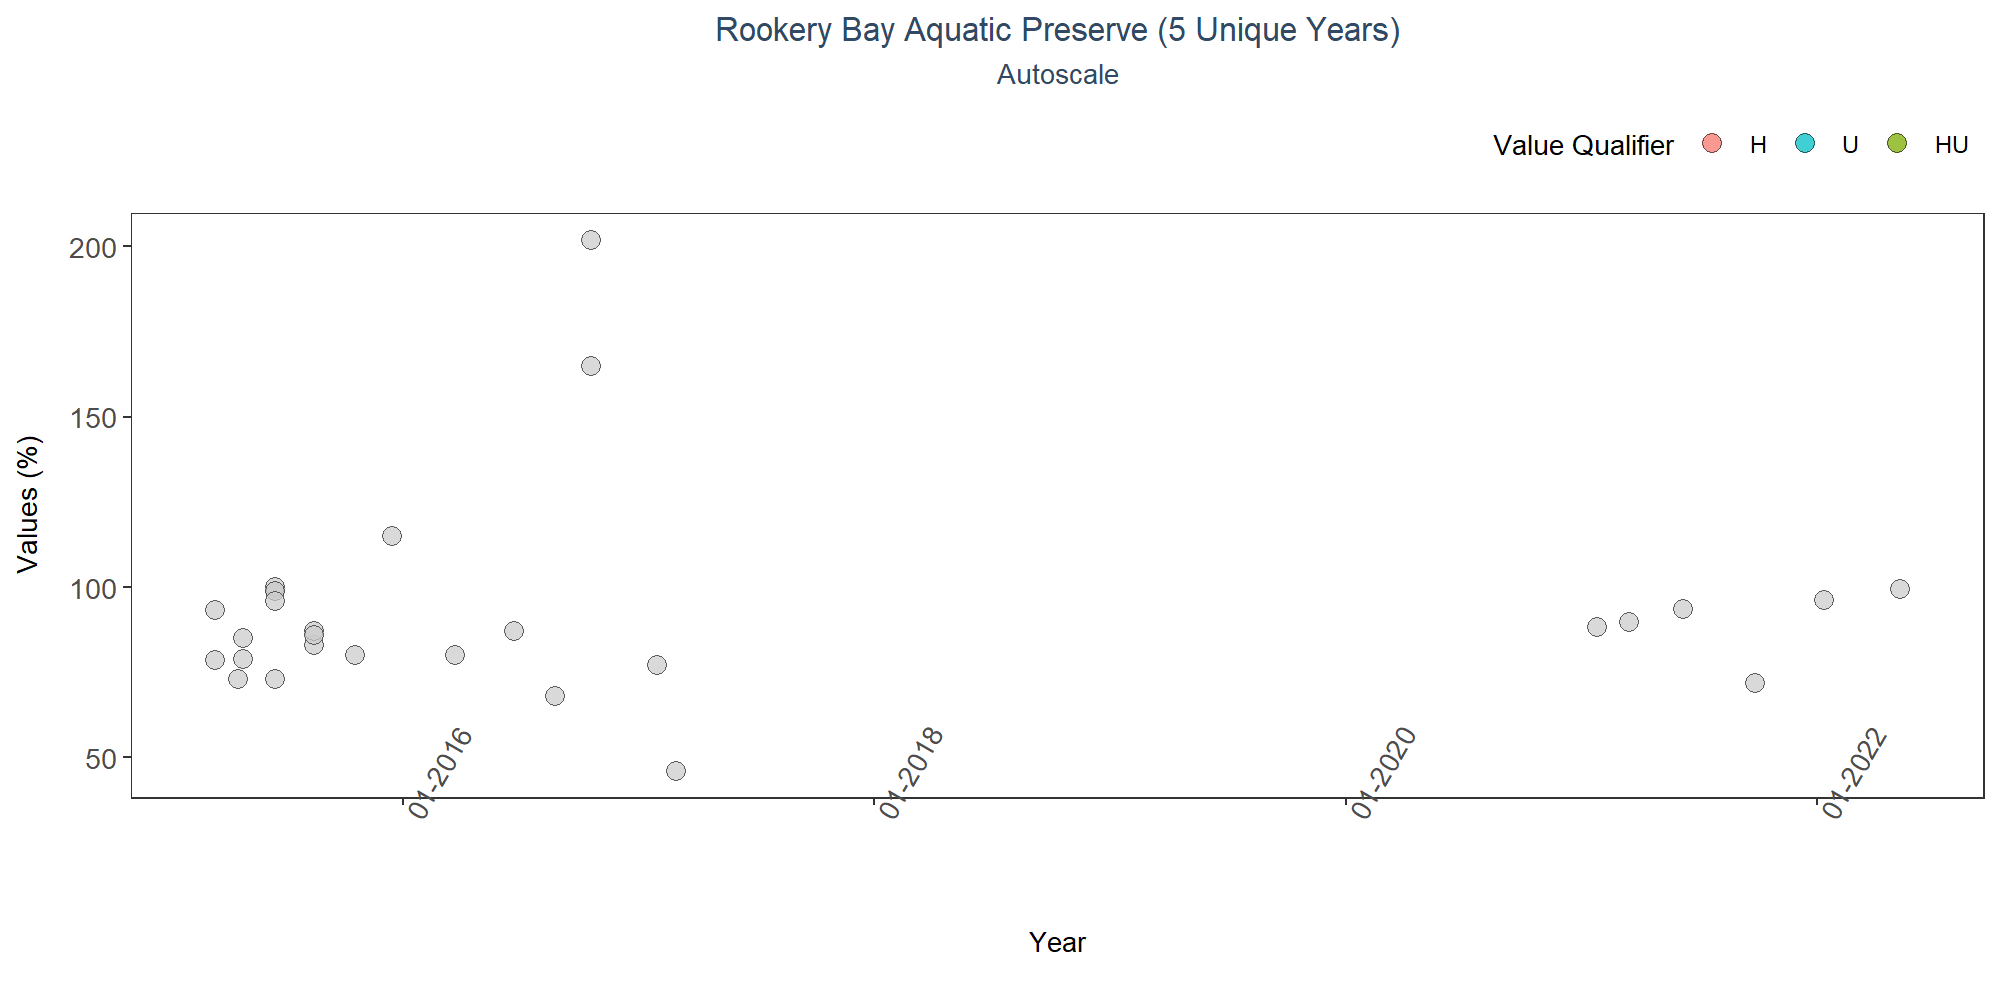 Rookery Bay Aquatic Preserve (5 Unique Years)
Autoscale
Value Qualifier H U HU
200
150
100
50
Values (%)
01-2016 01-2018 01-2020 01-2022
Year